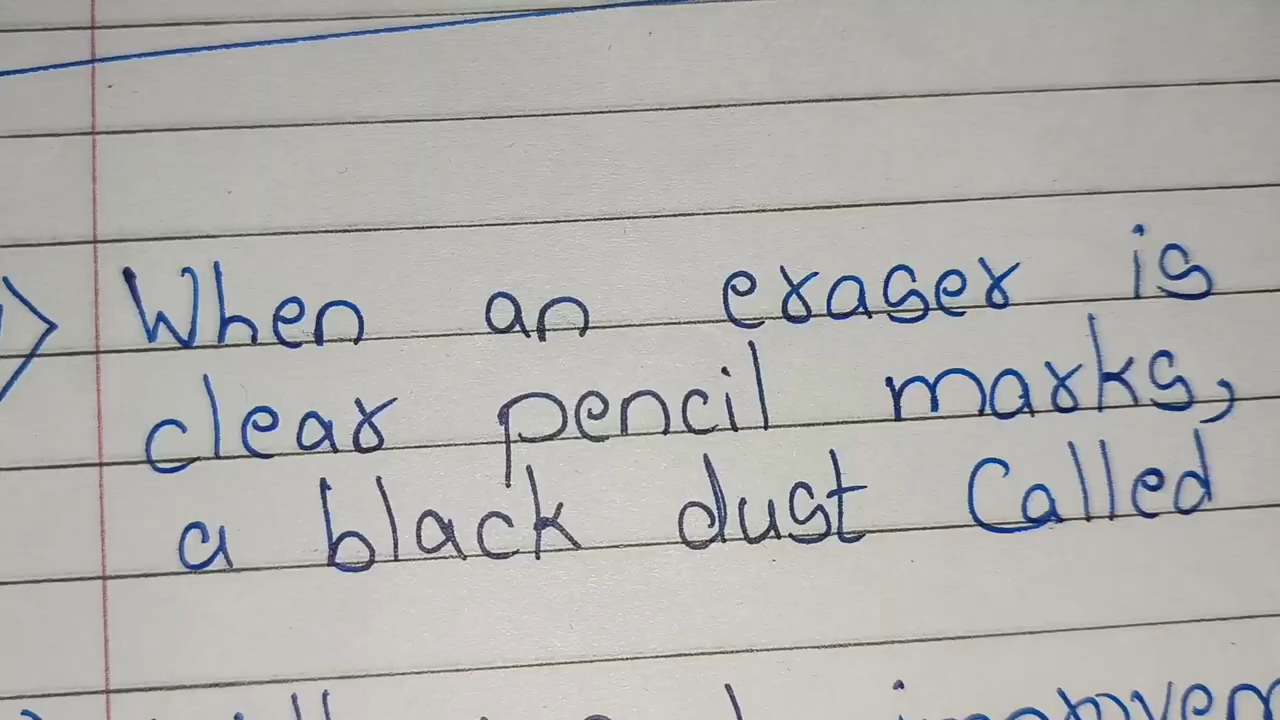 When an eraser is
clear pencil marks,
a black dust Called